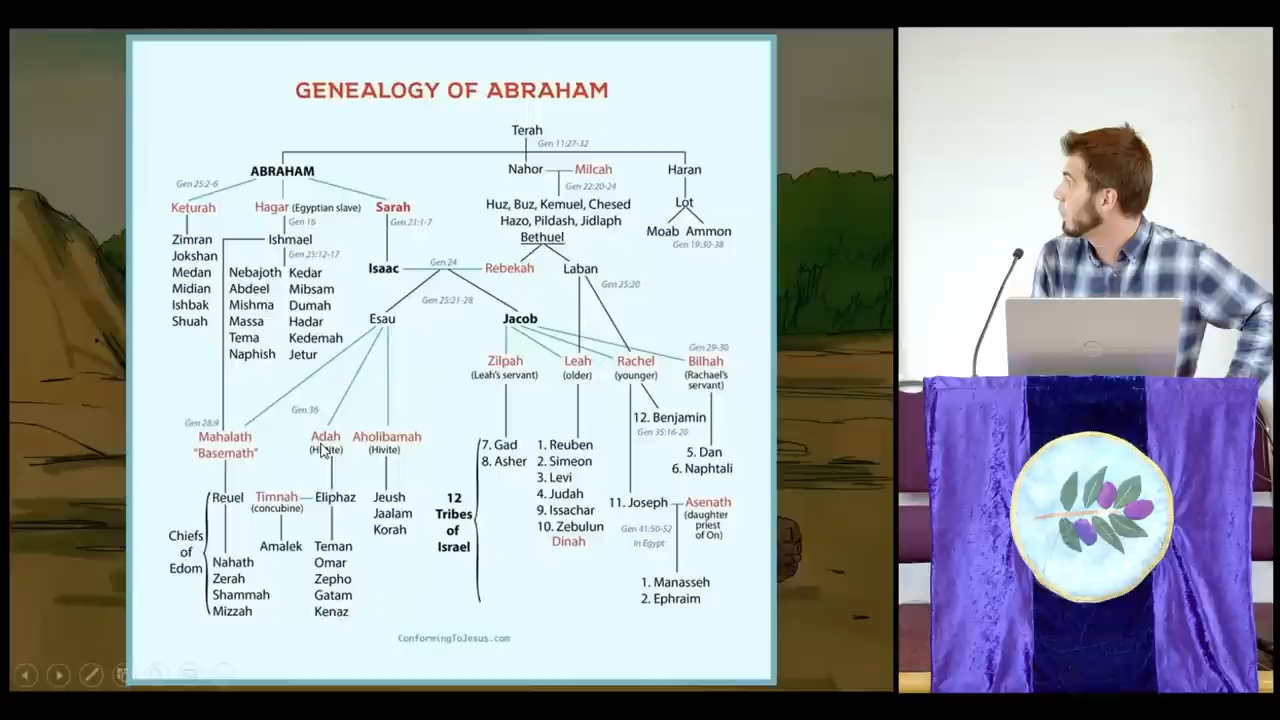 GENEALOGY OF ABRAHAM
Terah
Gen 11:27-32
ABRAHAM
Nahor
Milcah
Haran
Gen 25:2-6
Gen 22:20-24
Keturah
Hagar (Egyptian slave)
Sarah
Huz, Buz, Kemuel, Chesed
Hazo, Pildash, Jidlaph
Bethuel
Lot
Gen 16
Gen 21:1-7
Moab Ammon
Gen 19:30-38
Zimran
Jokshan
Medan
Midian
Ishbak
Shuah
Ishmael
Gen 25:12-17
Nebajoth
Abdeel
Mishma
Massa
Tema
Naphish
Kedar
Mibsam
Dumah
Hadar
Kedemah
Jetur
Isaac
Gen 24
Rebekah
Laban
Gen 25:20
Gen 25:21-28
Esau
Jacob
Gen 29-30
Zilpah
(Leah's servant)
Leah
(older)
Rachel
(younger)
Bilhah
(Rachael's
servant)
Gen 36
Gen 28:9
Mahalath
"Basemath"
Adah
Aholibamah
(Hivite)
12. Benjamin
Gen 35:16-20
7. Gad
8. Asher
1. Reuben
2. Simeon
3. Levi
4. Judah
9. Issachar
10. Zebulun
Dinah
5. Dan
6. Naphtali
12
Tribes
of
Israel
11. Joseph
Asenath
(daughter
priest
of On)
Gen 41:50-52
In Egypt
1. Manasseh
2. Ephraim
Chiefs
of
Edom
Reuel
Timnah
(concubine)
Eliphaz
Jeush
Jaalam
Korah
Amalek
Nahath
Zerah
Shammah
Mizzah
Teman
Omar
Zepho
Gatam
Kenaz
ConformingToJesus.com